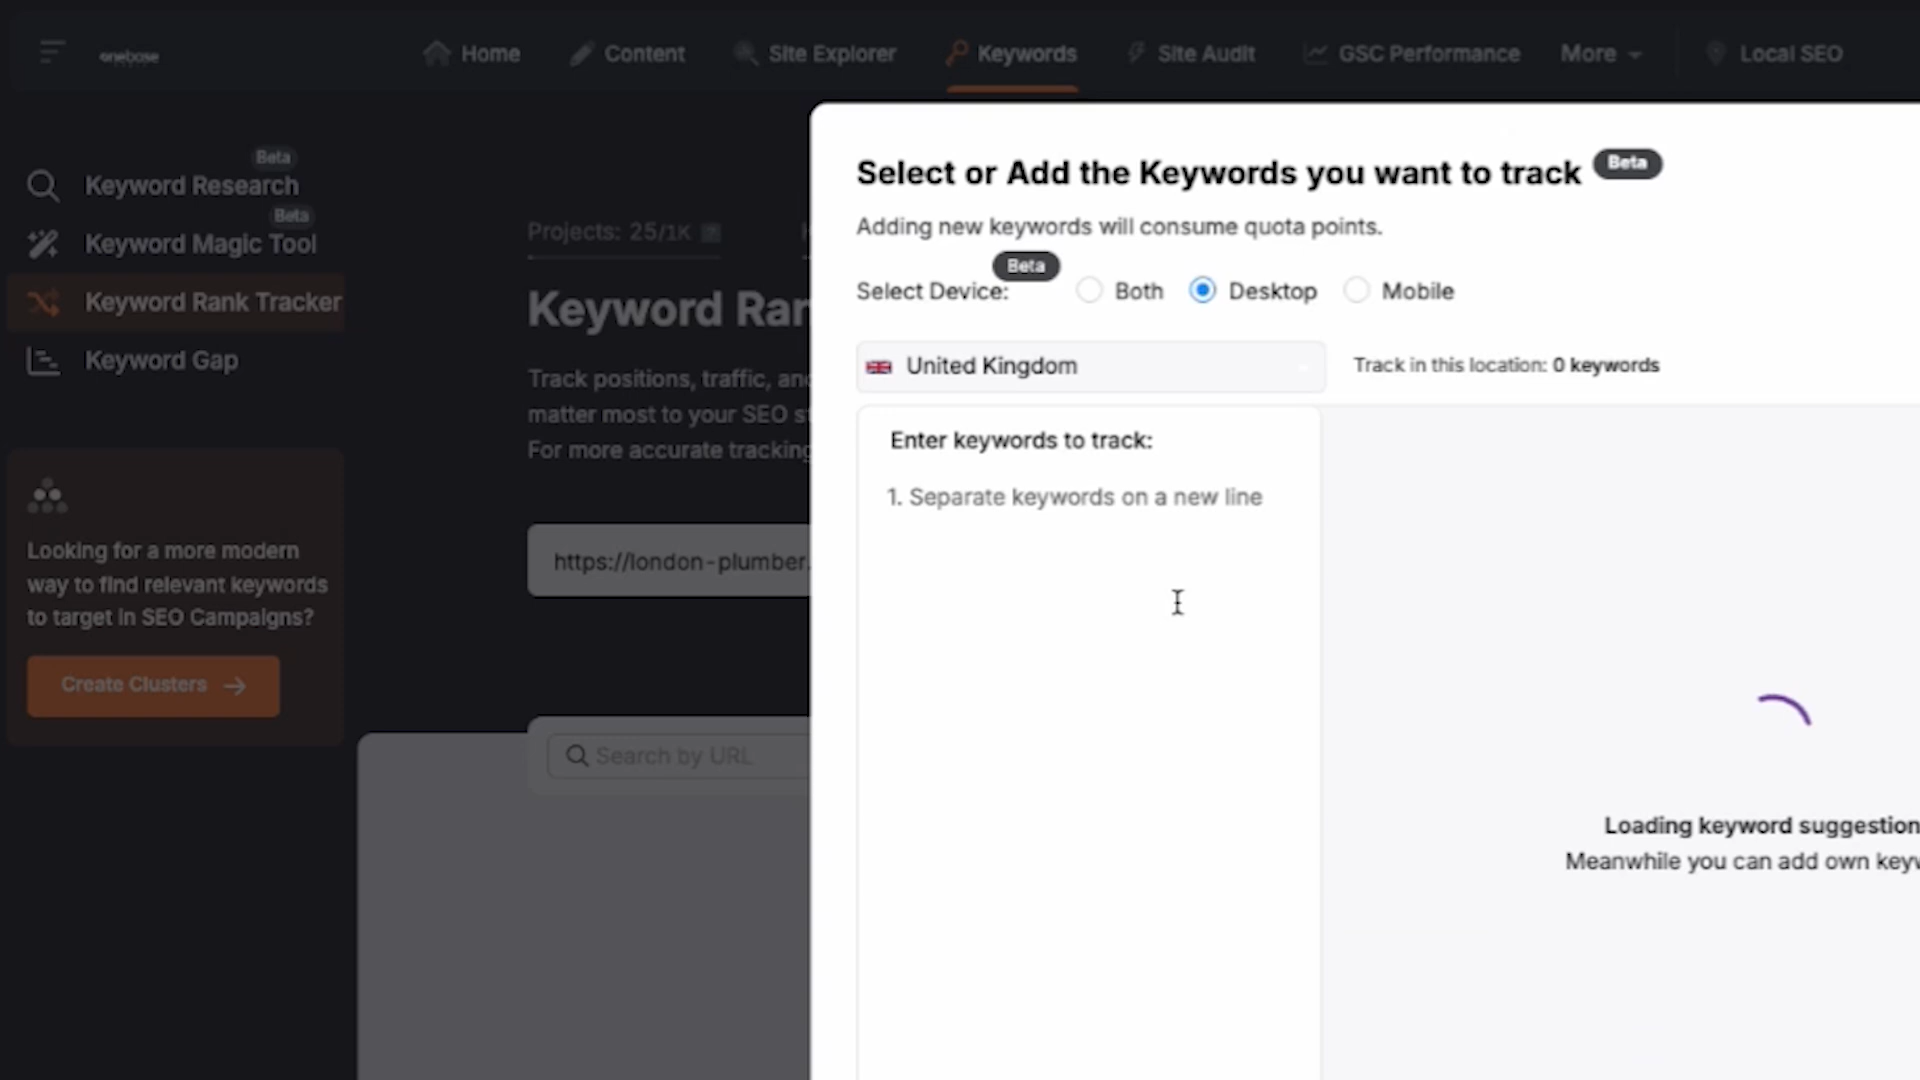 onebase
Home
Content
Site Explorer
Keywords
Site Audit
GSC Performance
More
Local SEO
Beta
Keyword Research
Beta
Keyword Magic Tool
Keyword Rank Tracker
Keyword Gap
Looking for a more modern
way to find relevant keywords
to target in SEO Campaigns?
Create Clusters
Projects: 25/1K
Keyword Ran
Track positions, traffic, and
matter most to your SEO s
For more accurate tracking
https://london-plumber.
Search by URL
Select or Add the Keywords you want to track Beta
Adding new keywords will consume quota points.
Beta
Select Device: Both Desktop Mobile
United Kingdom
Track in this location: 0 keywords
Enter keywords to track:
1. Separate keywords on a new line
Loading keyword suggestion
Meanwhile you can add own keyw